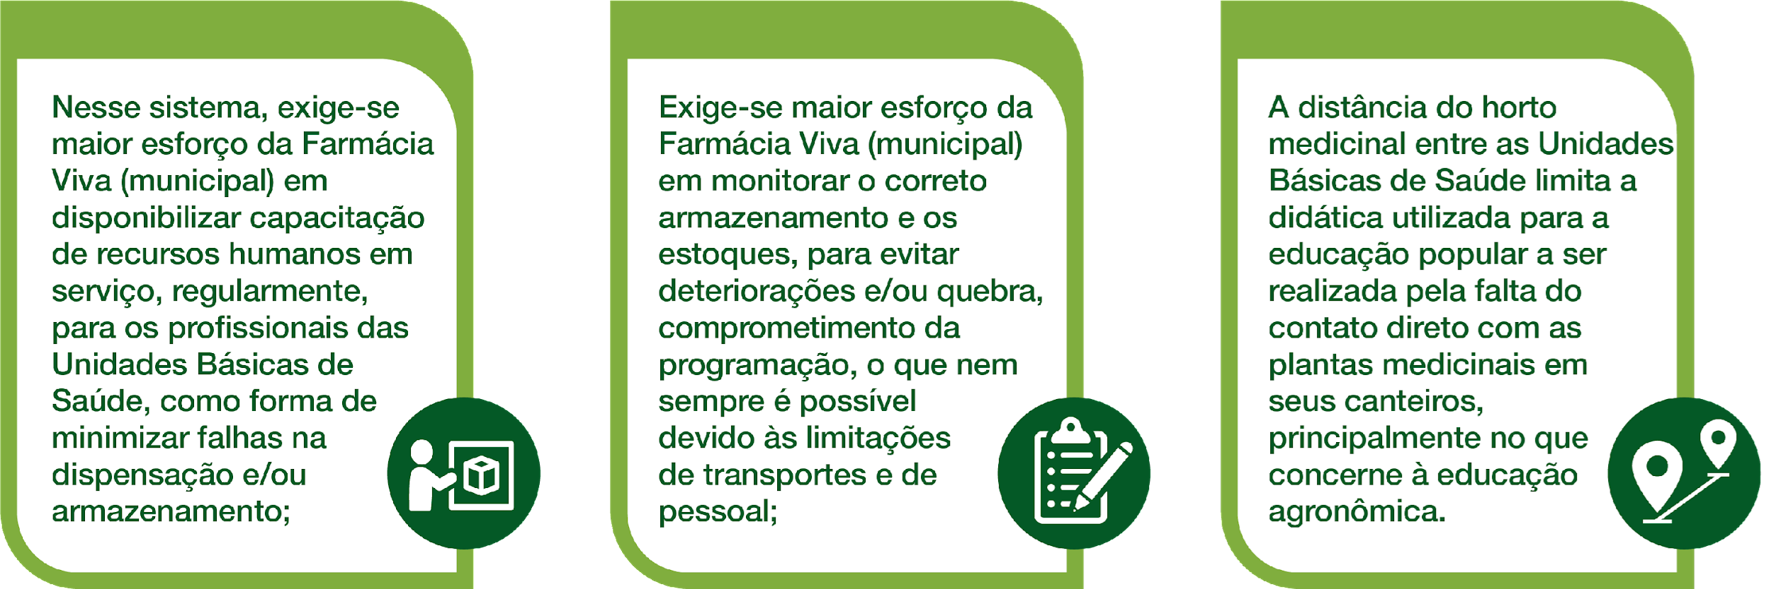 Nesse sistema, exige-se
maior esforço da Farmácia
Viva (municipal) em
disponibilizar capacitação
de recursos humanos em
serviço, regularmente,
para os profissionais das
Unidades Básicas de
Saúde, como forma de
minimizar falhas na
dispensação e/ou
armazenamento;
Exige-se maior esforço da
Farmácia Viva (municipal)
em monitorar o correto
armazenamento e os
estoques, para evitar
deteriorações e/ou quebra,
comprometimento da
programação, o que nem
sempre é possível
devido às limitações
de transportes e de
pessoal;
A distância do horto
medicinal entre as Unidades
Básicas de Saúde limita a
didática utilizada para a
educação popular a ser
realizada pela falta do
contato direto com as
plantas medicinais em
seus canteiros,
principalmente no que
concerne à educação
agronômica.